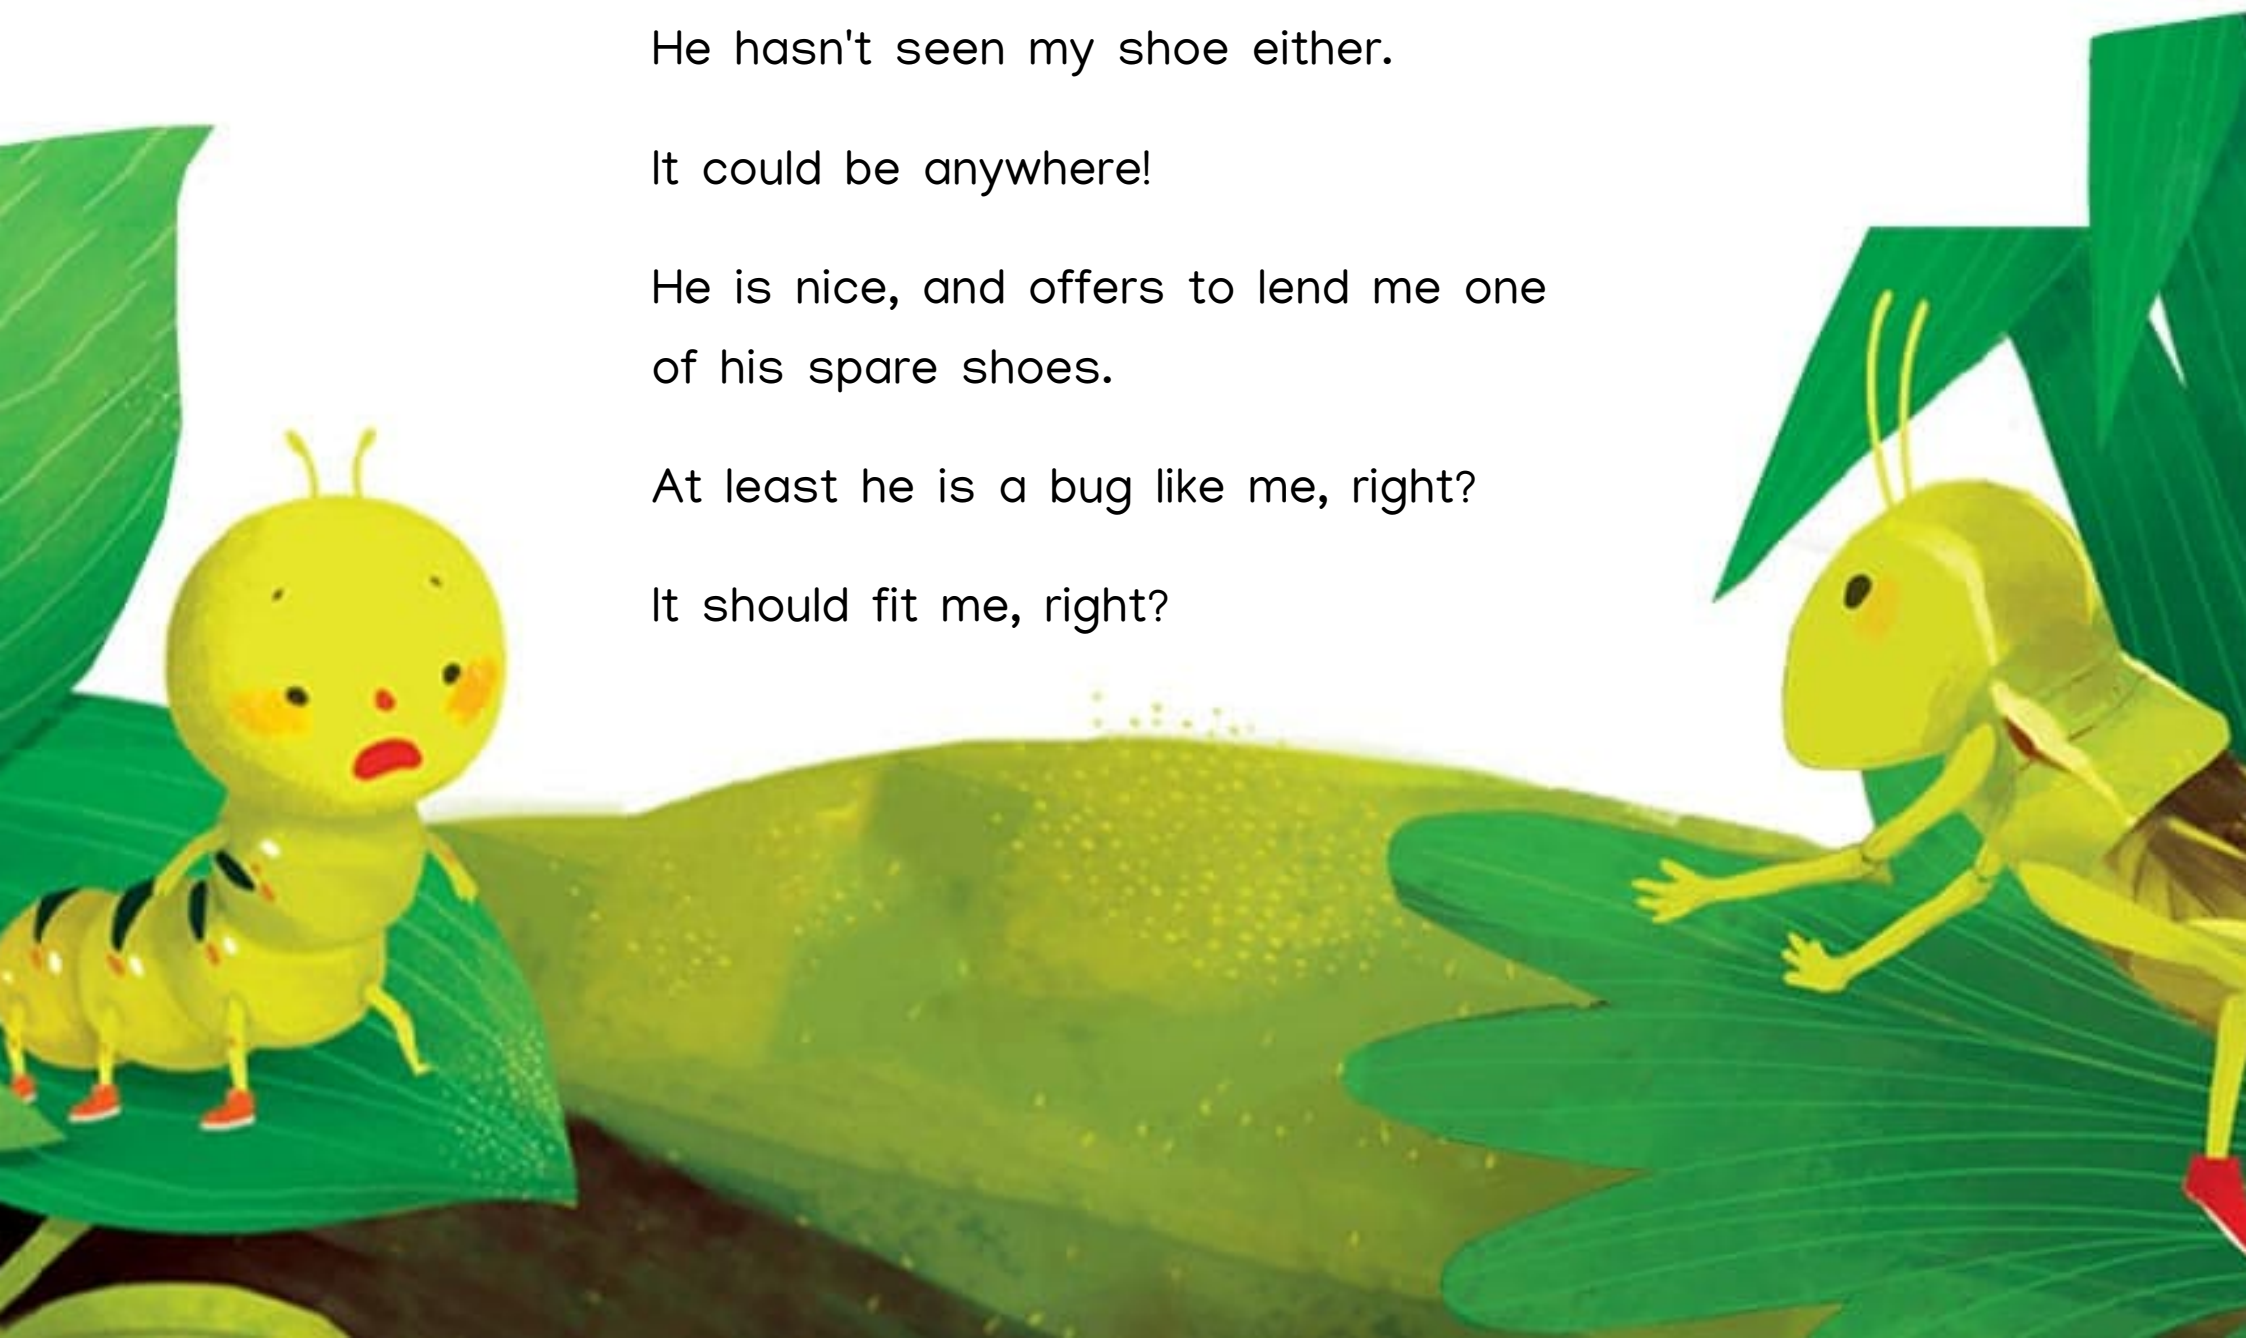 He hasn't seen my shoe either.
It could be anywhere!
He is nice, and offers to lend me one
of his spare shoes.
At least he is a bug like me, right?
It should fit me, right?